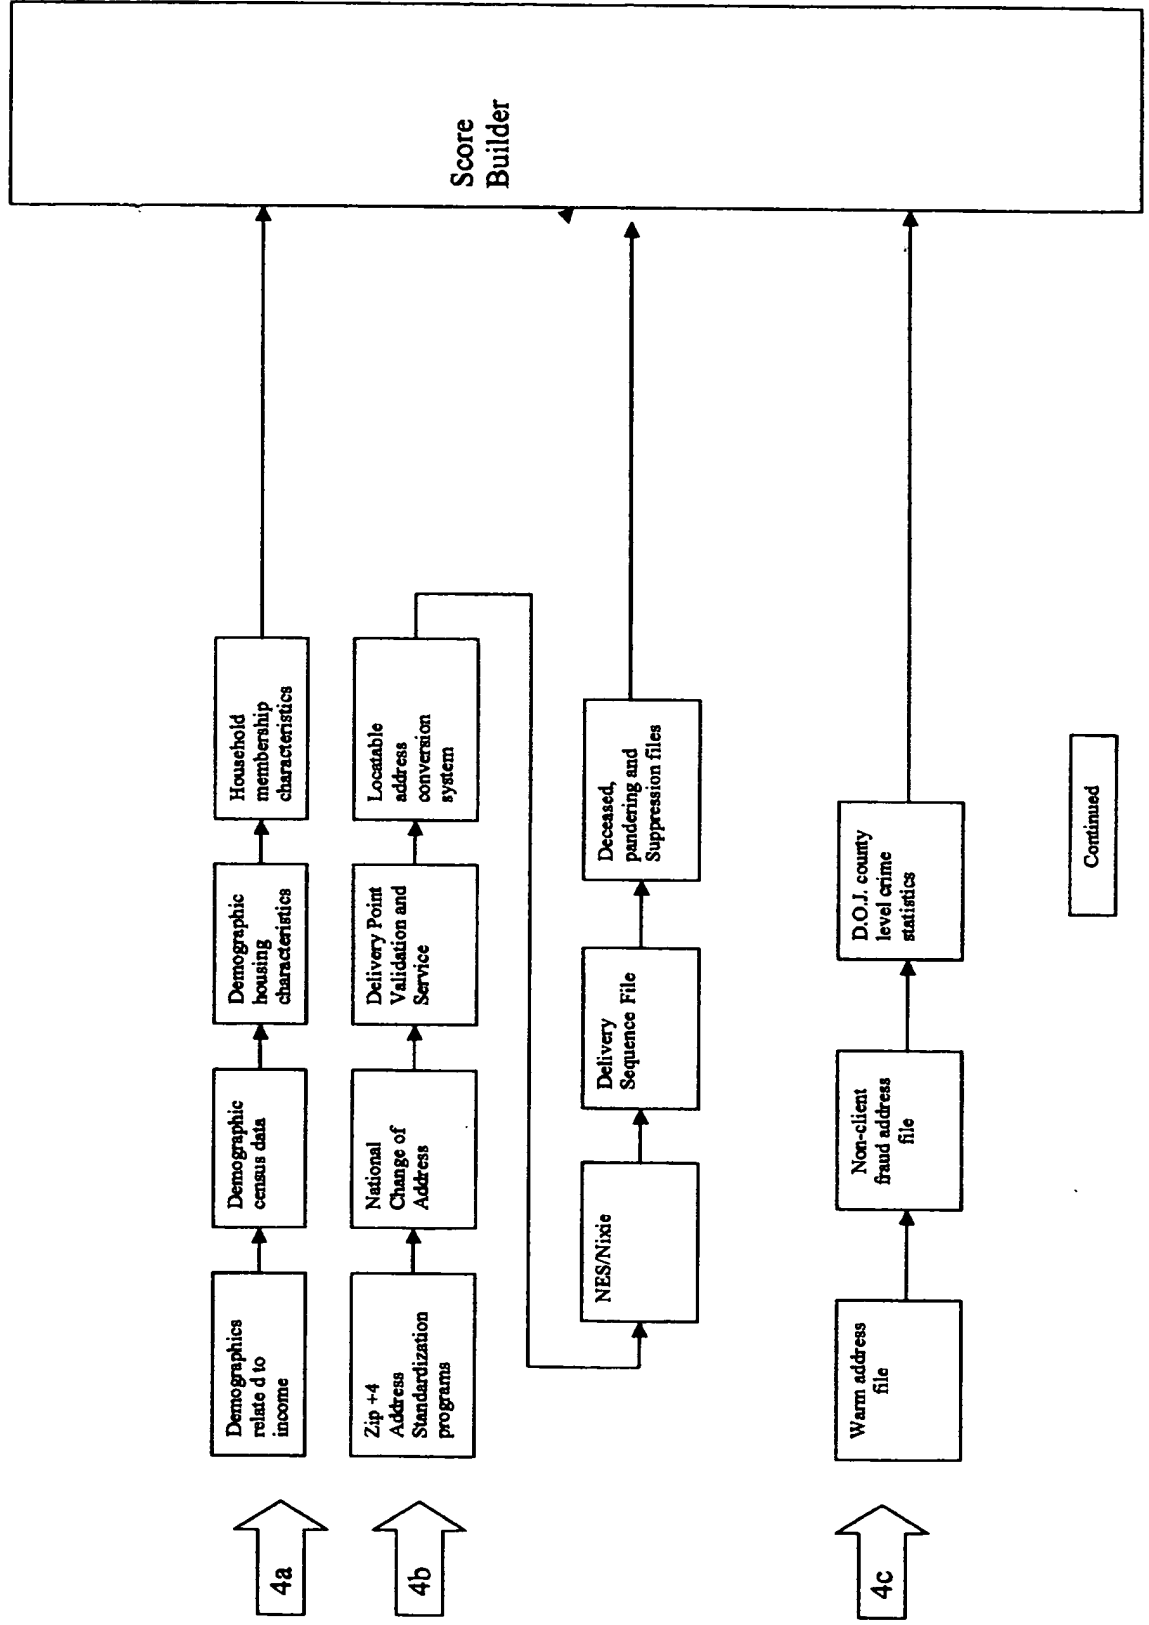 4a
Demographics
relate d to
income
Demographic
census data
Demographic
housing
characteristics
Household
membership
characteristics
4b
Zip +4
Address
Standardization
programs
National
Change of
Address
Delivery Point
Validation and
Service
Locatable
address
conversion
system
NES/Nixie
Delivery
Sequence File
Deceased,
pandering and
Suppression files
4c
Warm address
file
Non-client
fraud address
file
D.O.J. county
level crime
statistics
Score
Builder
Continued